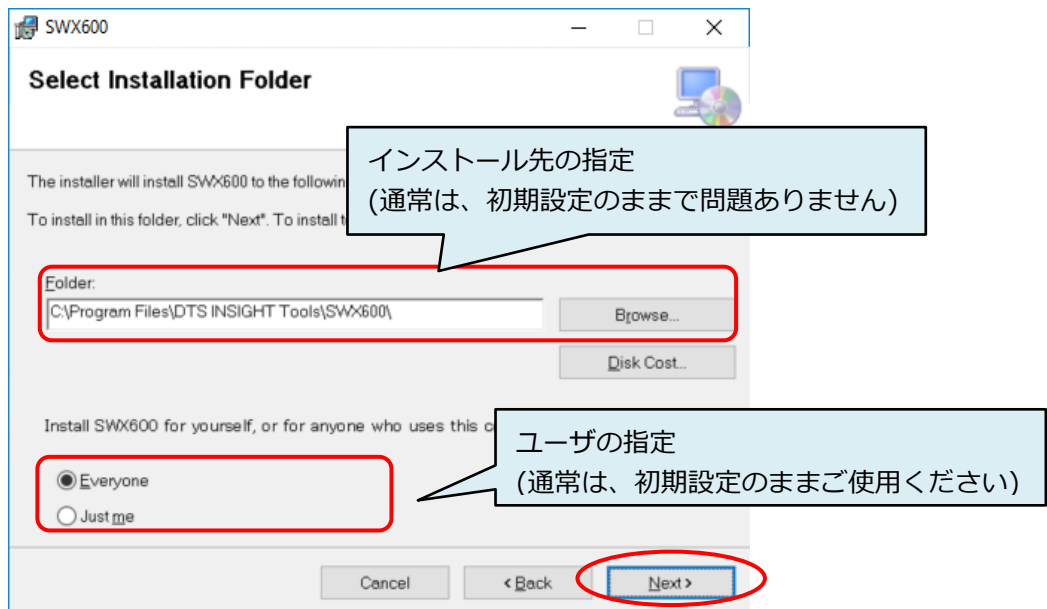 SWX600
Select Installation Folder
インストール先の指定
(通常は、初期設定のままで問題ありません)
The installer will install SWX600 to the following
To install in this folder, click "Next". To install
Folder:
C:\Program Files\DTS INSIGHT Tools\SWX600\
Browse...
Disk Cost...
Install SWX600 for yourself, or for anyone who uses this
ユーザの指定
(通常は、初期設定のままご使用ください)
Everyone
Just me
Cancel
< Back
Next >